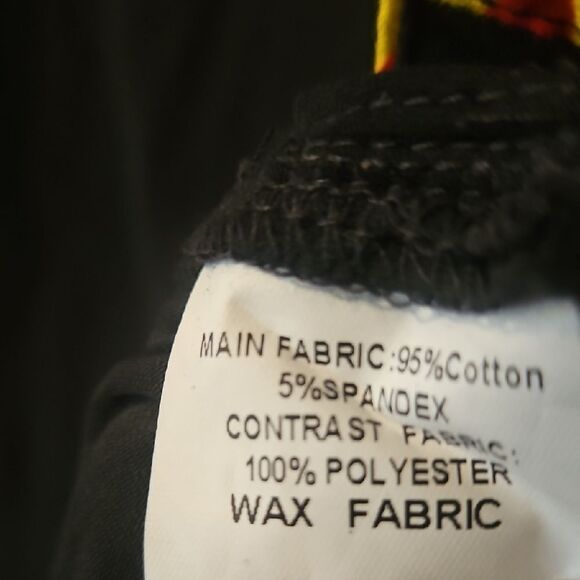 MAIN FABRIC:95%Cotton
5%SPANDEX
CONTRAST FABRIC:
100% POLYESTER
WAX FABRIC